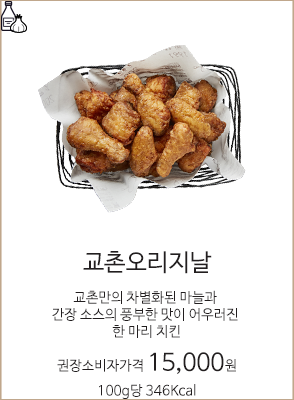 교촌오리지날
교촌만의 차별화된 마늘과
간장 소스의 풍부한 맛이 어우러진
한 마리 치킨
권장소비자가격 15,000원
100g당 346Kcal